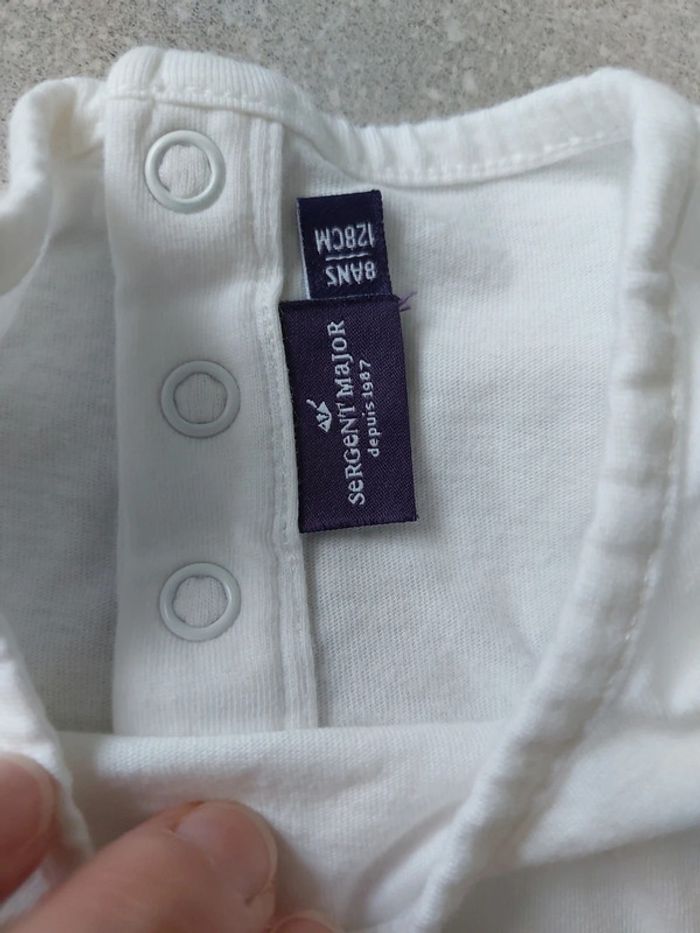 8ANS
128CM
SeRGeNT MaJoR
depuis 1987